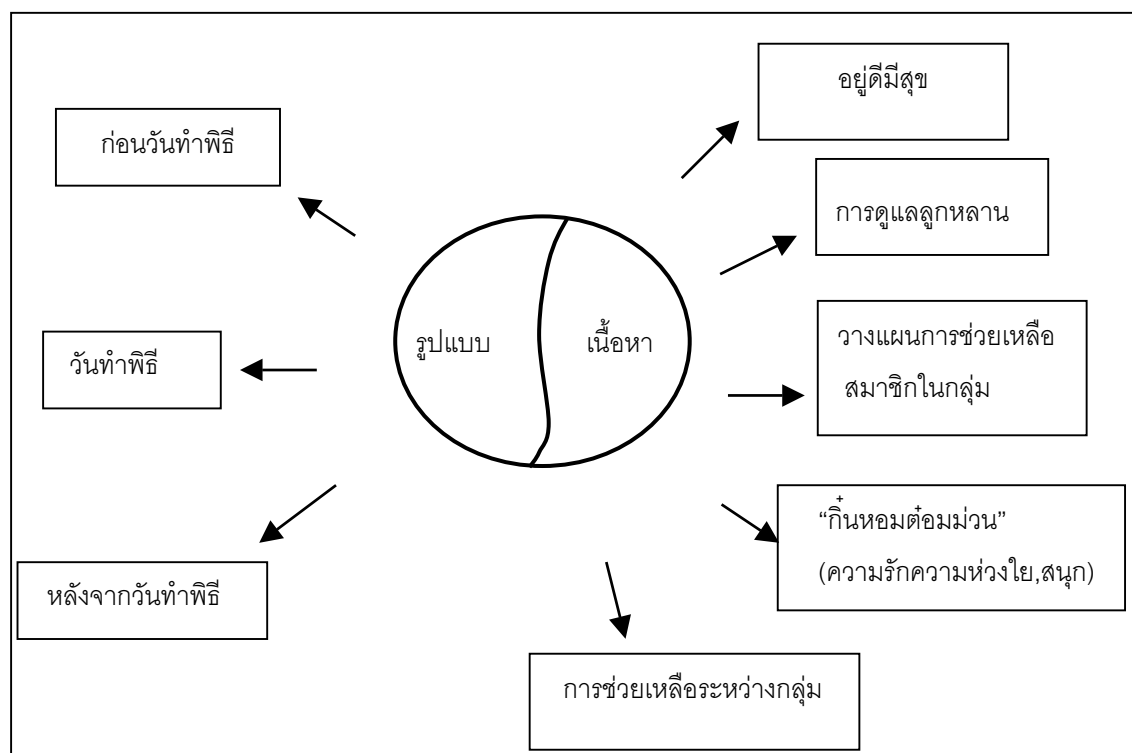 อยู่ดีมีสุข
ก่อนวันทำพิธี
การดูแลลูกหลาน
รูปแบบ
เนื้อหา
วันทำพิธี
วางแผนการช่วยเหลือ
สมาชิกในกลุ่ม
“กิ๋นหอมต๋อมม่วน”
(ความรักความห่วงใย,สนุก)
หลังจากวันทำพิธี
การช่วยเหลือระหว่างกลุ่ม